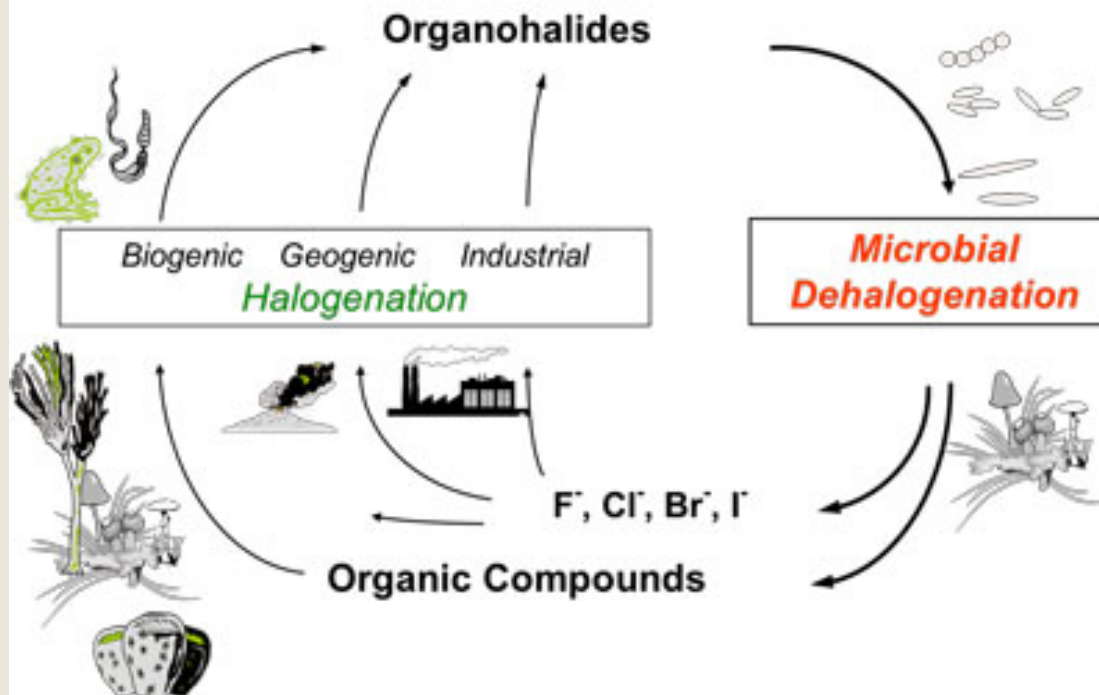 Organohalides
Biogenic Geogenic Industrial
Halogenation
Microbial
Dehalogenation
F⁻, Cl⁻, Br⁻, I⁻
Organic Compounds